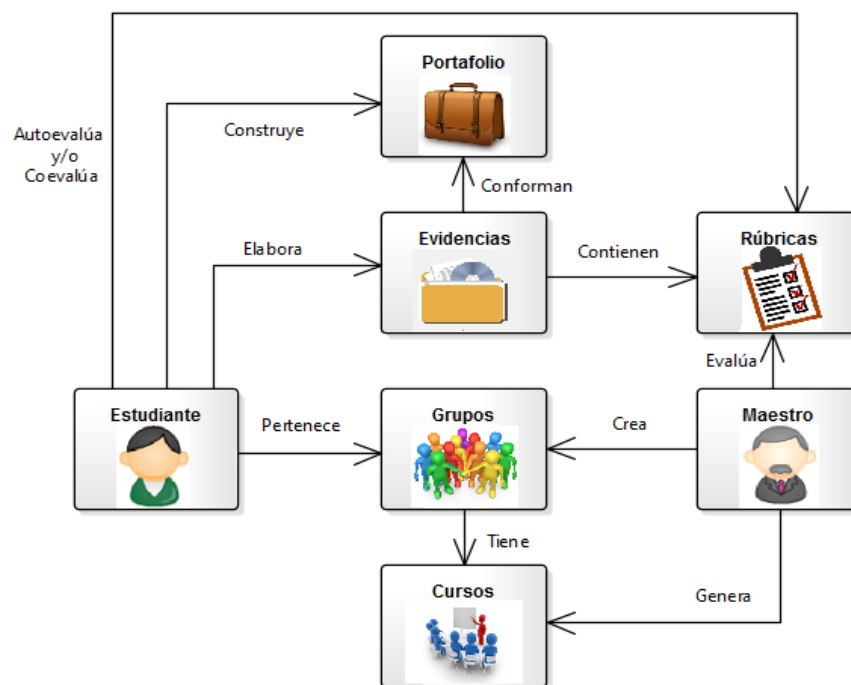 Portafolio
Autoevalúa
y/o
Coevalúa
Construye
Conforman
Evidencias
Rúbricas
Elabora
Contienen
Evalúa
Estudiante
Grupos
Maestro
Pertenece
Crea
Tiene
Cursos
Genera